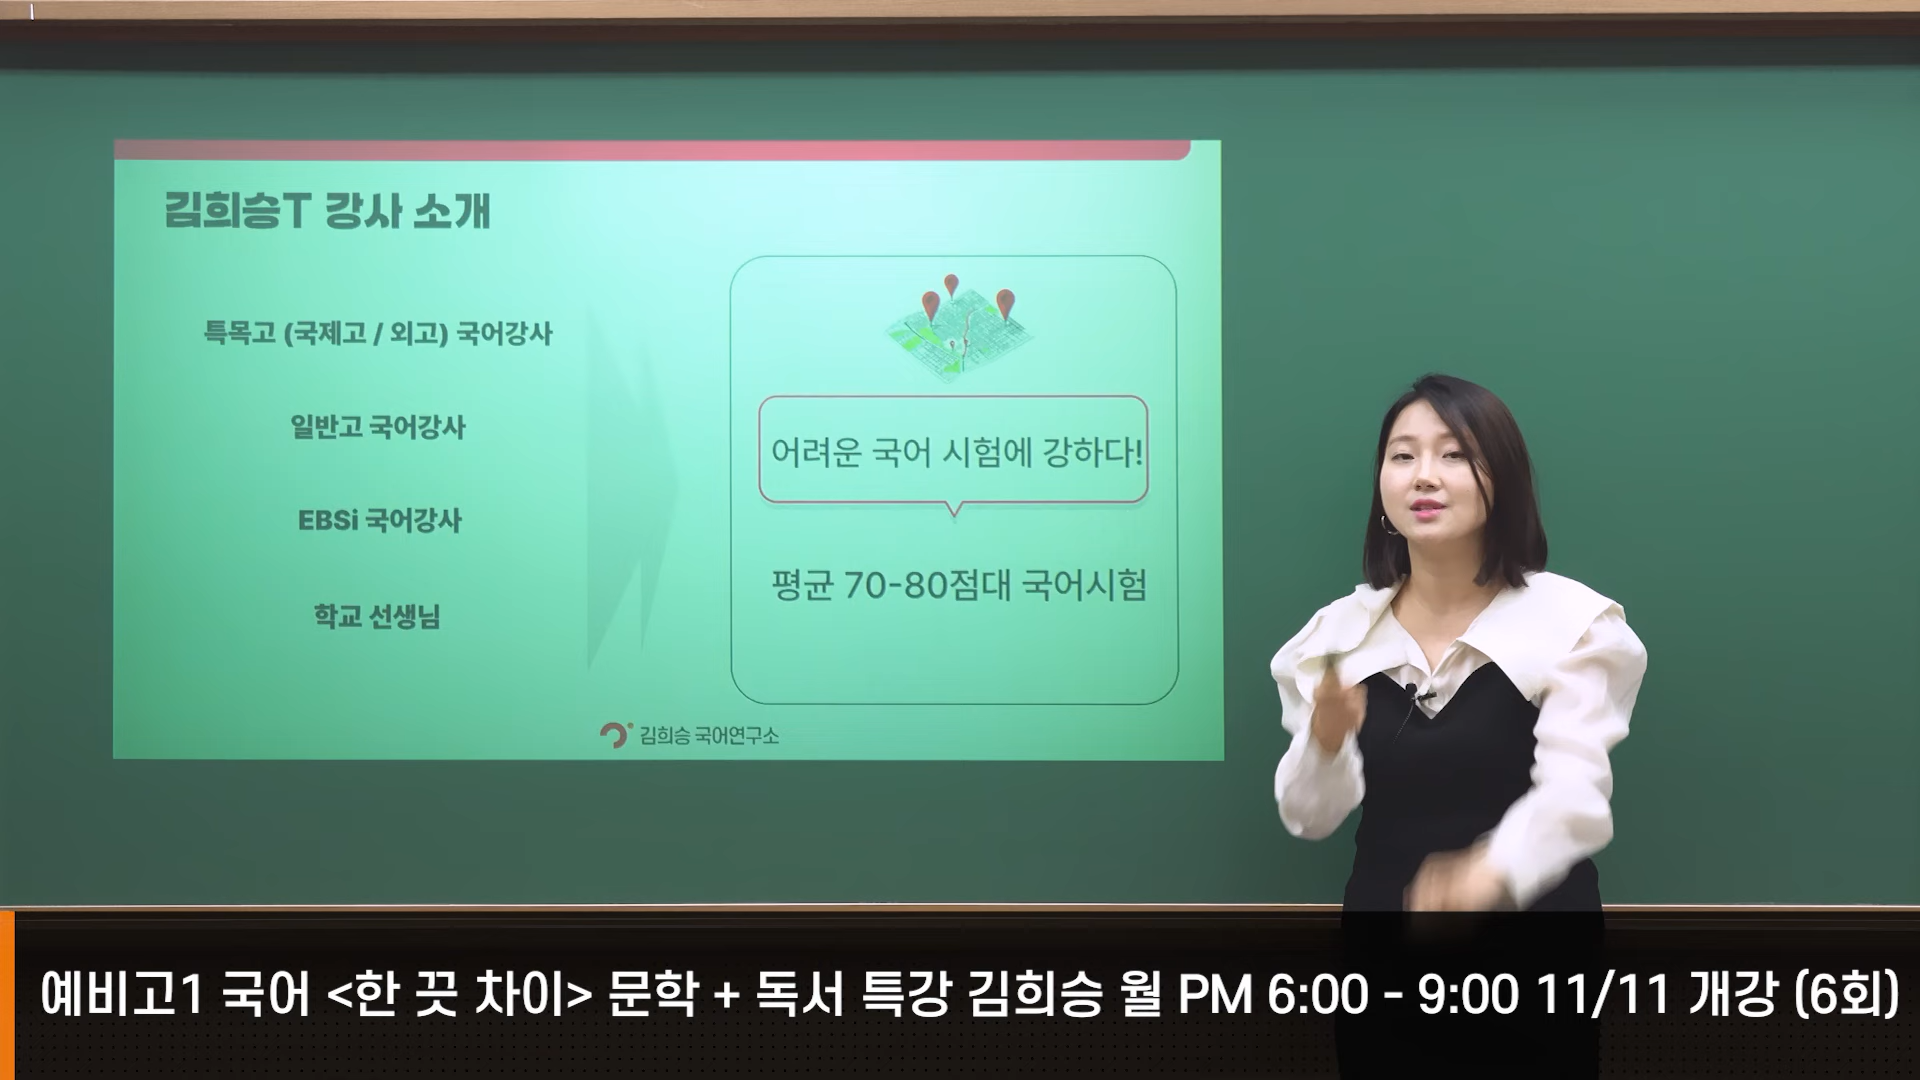 김희승T 강사 소개
특목고 (국제고 / 외고) 국어강사
일반고 국어강사
EBSi 국어강사
학교 선생님
어려운 국어 시험에 강하다!
평균 70-80점대 국어시험
김희승 국어연구소
예비고1 국어 <한 끗 차이> 문학 + 독서 특강 김희승 월 PM 6:00 - 9:00 11/11 개강 (6회)